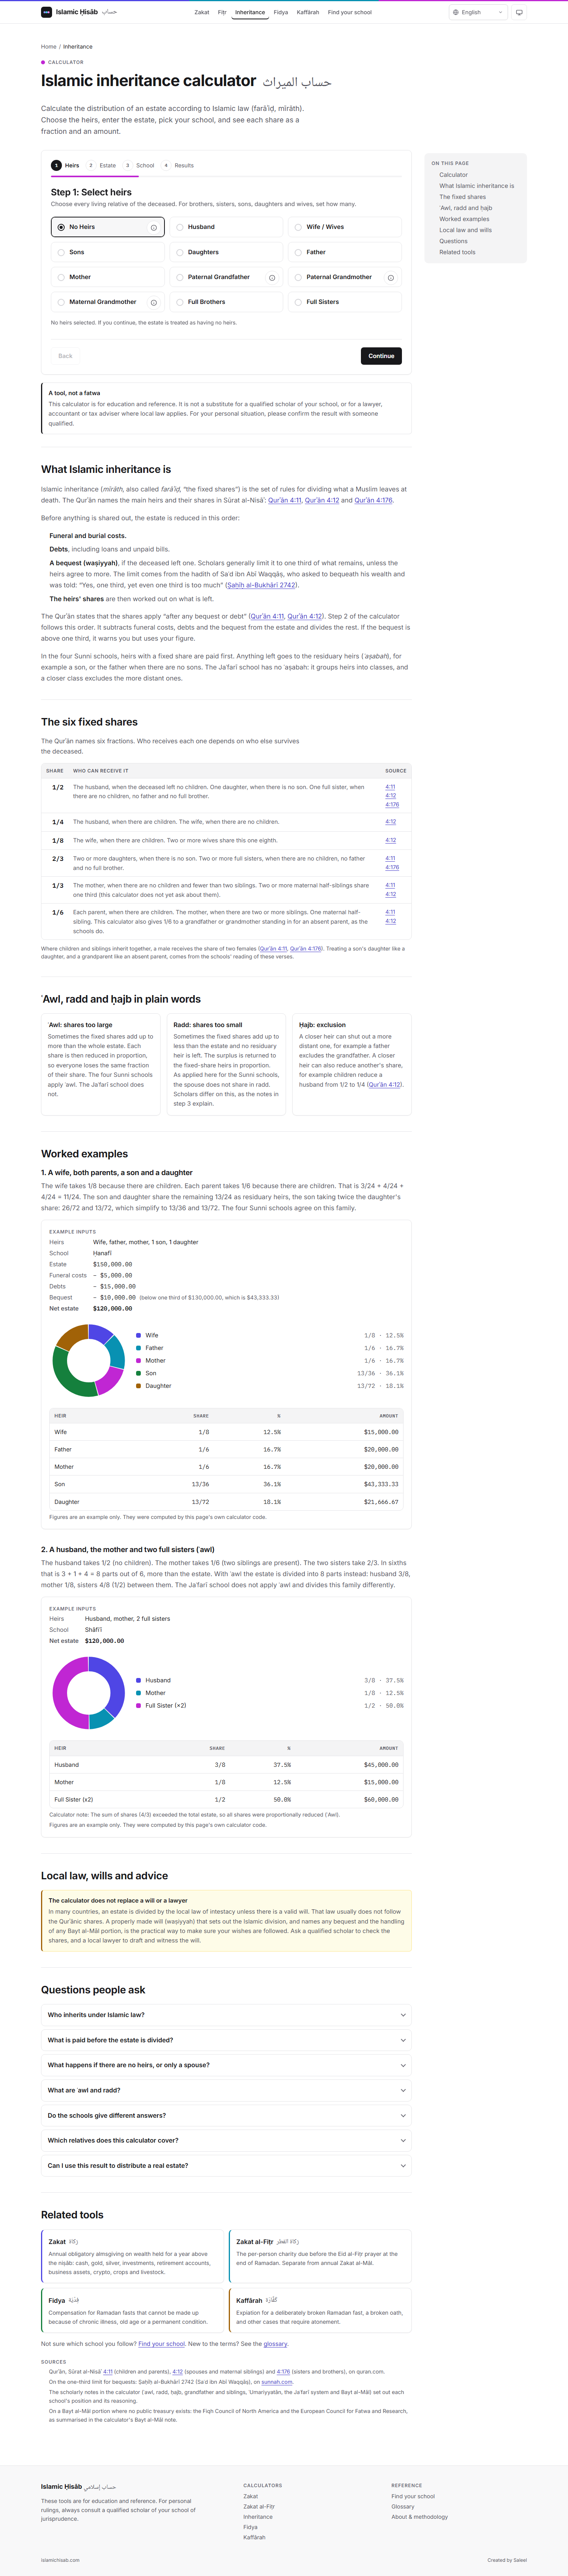 Islamic Ḥisāb حساب
Zakat Fiṭr Inheritance Fidya Kaffārah Find your school
English
Home / Inheritance
CALCULATOR
Islamic inheritance calculator حساب الميراث
Calculate the distribution of an estate according to Islamic law (farāʾiḍ, mīrāth).
Choose the heirs, enter the estate, pick your school, and see each share as a
fraction and an amount.
1 Heirs 2 Estate 3 School 4 Results
Step 1: Select heirs
Choose every living relative of the deceased. For brothers, sisters, sons, daughters and wives, set how many.
No Heirs
Husband
Wife / Wives
Sons
Daughters
Father
Mother
Paternal Grandfather
Paternal Grandmother
Maternal Grandmother
Full Brothers
Full Sisters
No heirs selected. If you continue, the estate is treated as having no heirs.
Back
Continue
ON THIS PAGE
Calculator
What Islamic inheritance is
The fixed shares
ʿAwl, radd and ḥajb
Worked examples
Local law and wills
Questions
Related tools
A tool, not a fatwa
This calculator is for education and reference. It is not a substitute for a qualified scholar of your school, or for a lawyer,
accountant or tax adviser where local law applies. For your personal situation, please confirm the result with someone
qualified.
What Islamic inheritance is
Islamic inheritance (mīrāth, also called farāʾiḍ, “the fixed shares”) is the set of rules for dividing what a Muslim leaves at
death. The Qurʾān names the main heirs and their shares in Sūrat al-Nisāʾ: Qurʾān 4:11, Qurʾān 4:12 and Qurʾān 4:176.
Before anything is shared out, the estate is reduced in this order:
Funeral and burial costs.
Debts, including loans and unpaid bills.
A bequest (waṣiyyah), if the deceased left one. Scholars generally limit it to one third of what remains, unless the
heirs agree to more. The limit comes from the hadith of Saʿd ibn Abī Waqqāṣ, who asked to bequeath his wealth and
was told: “Yes, one third, yet even one third is too much” (Ṣaḥīḥ al-Bukhārī 2742).
The heirs’ shares are then worked out on what is left.
The Qurʾān states that the shares apply “after any bequest or debt” (Qurʾān 4:11, Qurʾān 4:12). Step 2 of the calculator
follows this order. It subtracts funeral costs, debts and the bequest from the estate and divides the rest. If the bequest is
above one third, it warns you but uses your figure.
In the four Sunni schools, heirs with a fixed share are paid first. Anything left goes to the residuary heirs (ʿaṣabah), for
example a son, or the father when there are no sons. The Jaʿfarī school has no ʿaṣabah: it groups heirs into classes, and
a closer class excludes the more distant ones.
The six fixed shares
The Qurʾān names six fractions. Who receives each one depends on who else survives
the deceased.
SHARE WHO CAN RECEIVE IT SOURCE
1/2 The husband, when the deceased left no children. One daughter, when there is no son. One full sister, when
there are no children, no father and no full brother. 4:11
4:12
4:176
1/4 The husband, when there are children. The wife, when there are no children. 4:12
1/8 The wife, when there are children. Two or more wives share this one eighth. 4:12
2/3 Two or more daughters, when there is no son. Two or more full sisters, when there are no children, no father
and no full brother. 4:11
4:176
1/3 The mother, when there are no children and fewer than two siblings. Two or more maternal half-siblings share
one third (this calculator does not yet ask about them). 4:11
4:12
1/6 Each parent, when there are children. The mother, when there are two or more siblings. One maternal half-
sibling. This calculator also gives 1/6 to a grandfather or grandmother standing in for an absent parent, as the
schools do. 4:11
4:12
Where children and siblings inherit together, a male receives the share of two females (Qurʾān 4:11, Qurʾān 4:176). Treating a son's daughter like a
daughter, and a grandparent like an absent parent, comes from the schools' reading of these verses.
ʿAwl, radd and ḥajb in plain words
ʿAwl: shares too large
Sometimes the fixed shares add up to
more than the whole estate. Each
share is then reduced in proportion,
so everyone loses the same fraction
of their share. The four Sunni schools
apply ʿawl. The Jaʿfarī school does
not.
Radd: shares too small
Sometimes the fixed shares add up to
less than the estate and no residuary
heir is left. The surplus is returned to
the fixed-share heirs in proportion.
As applied here for the Sunni schools,
the spouse does not share in radd.
Scholars differ on this, as the notes in
step 3 explain.
Ḥajb: exclusion
A closer heir can shut out a more
distant one, for example a father
excludes the grandfather. A closer
heir can also reduce another's share,
for example children reduce a
husband from 1/2 to 1/4 (Qurʾān 4:12).
Worked examples
1. A wife, both parents, a son and a daughter
The wife takes 1/8 because there are children. Each parent takes 1/6 because there are children. That is 3/24 + 4/24 +
4/24 = 11/24. The son and daughter share the remaining 13/24 as residuary heirs, the son taking twice the daughter's
share: 26/72 and 13/72, which simplify to 13/36 and 13/72. The four Sunni schools agree on this family.
EXAMPLE INPUTS
Heirs Wife, father, mother, 1 son, 1 daughter
School Ḥanafī
Estate $150,000.00
Funeral costs − $5,000.00
Debts − $15,000.00
Bequest − $10,000.00 (below one third of $130,000.00, which is $43,333.33)
Net estate $120,000.00
Wife 1/8 · 12.5%
Father 1/6 · 16.7%
Mother 1/6 · 16.7%
Son 13/36 · 36.1%
Daughter 13/72 · 18.1%
HEIR SHARE % AMOUNT
Wife 1/8 12.5% $15,000.00
Father 1/6 16.7% $20,000.00
Mother 1/6 16.7% $20,000.00
Son 13/36 36.1% $43,333.33
Daughter 13/72 18.1% $21,666.67
Figures are an example only. They were computed by this page's own calculator code.
2. A husband, the mother and two full sisters (ʿawl)
The husband takes 1/2 (no children). The mother takes 1/6 (two siblings are present). The two sisters take 2/3. In sixths
that is 3 + 1 + 4 = 8 parts out of 6, more than the estate. With ʿawl the estate is divided into 8 parts instead: husband 3/8,
mother 1/8, sisters 4/8 (1/2) between them. The Jaʿfarī school does not apply ʿawl and divides this family differently.
EXAMPLE INPUTS
Heirs Husband, mother, 2 full sisters
School Shāfiʿī
Net estate $120,000.00
Husband 3/8 · 37.5%
Mother 1/8 · 12.5%
Full Sister (×2) 1/2 · 50.0%
HEIR SHARE % AMOUNT
Husband 3/8 37.5% $45,000.00
Mother 1/8 12.5% $15,000.00
Full Sister (x2) 1/2 50.0% $60,000.00
Calculator note: The sum of shares (4/3) exceeded the total estate, so all shares were proportionally reduced (ʿAwl).
Figures are an example only. They were computed by this page's own calculator code.
Local law, wills and advice
The calculator does not replace a will or a lawyer
In many countries, an estate is divided by the local law of intestacy unless there is a valid will. That law usually does not follow
the Qurʾānic shares. A properly made will (waṣiyyah) that sets out the Islamic division, and names any bequest and the handling
of any Bayt al-Māl portion, is the practical way to make sure your wishes are followed. Ask a qualified scholar to check the
shares, and a local lawyer to draft and witness the will.
Questions people ask
Who inherits under Islamic law?
What is paid before the estate is divided?
What happens if there are no heirs, or only a spouse?
What are ʿawl and radd?
Do the schools give different answers?
Which relatives does this calculator cover?
Can I use this result to distribute a real estate?
Related tools
Zakat زكاة
Annual obligatory almsgiving on wealth held for a year above
the niṣāb: cash, gold, silver, investments, retirement accounts,
business assets, crypto, crops and livestock.
Zakat al-Fiṭr زكاة الفطر
The per-person charity due before the Eid al-Fiṭr prayer at the
end of Ramadan. Separate from annual Zakat al-Māl.
Fidya فدية
Compensation for Ramadan fasts that cannot be made up
because of chronic illness, old age or a permanent condition.
Kaffārah كفارة
Expiation for a deliberately broken Ramadan fast, a broken oath,
and other cases that require atonement.
Not sure which school you follow? Find your school. New to the terms? See the glossary.
SOURCES
Qurʾān, Sūrat al-Nisāʾ 4:11 (children and parents), 4:12 (spouses and maternal siblings) and 4:176 (sisters and brothers), on quran.com.
On the one-third limit for bequests: Ṣaḥīḥ al-Bukhārī 2742 (Saʿd ibn Abī Waqqāṣ), on sunnah.com.
The scholarly notes in the calculator (ʿawl, radd, ḥajb, grandfather and siblings, ʿUmariyyatān, the Jaʿfarī system and Bayt al-Māl) set out each
school's position and its reasoning.
On a Bayt al-Māl portion where no public treasury exists: the Fiqh Council of North America and the European Council for Fatwa and Research,
as summarised in the calculator's Bayt al-Māl note.
Islamic Ḥisāb حساب إسلامي
These tools are for education and reference. For personal
rulings, always consult a qualified scholar of your school of
jurisprudence.
CALCULATORS
Zakat
Zakat al-Fiṭr
Inheritance
Fidya
Kaffārah
REFERENCE
Find your school
Glossary
About & methodology
islamichisab.com
Created by Saleel